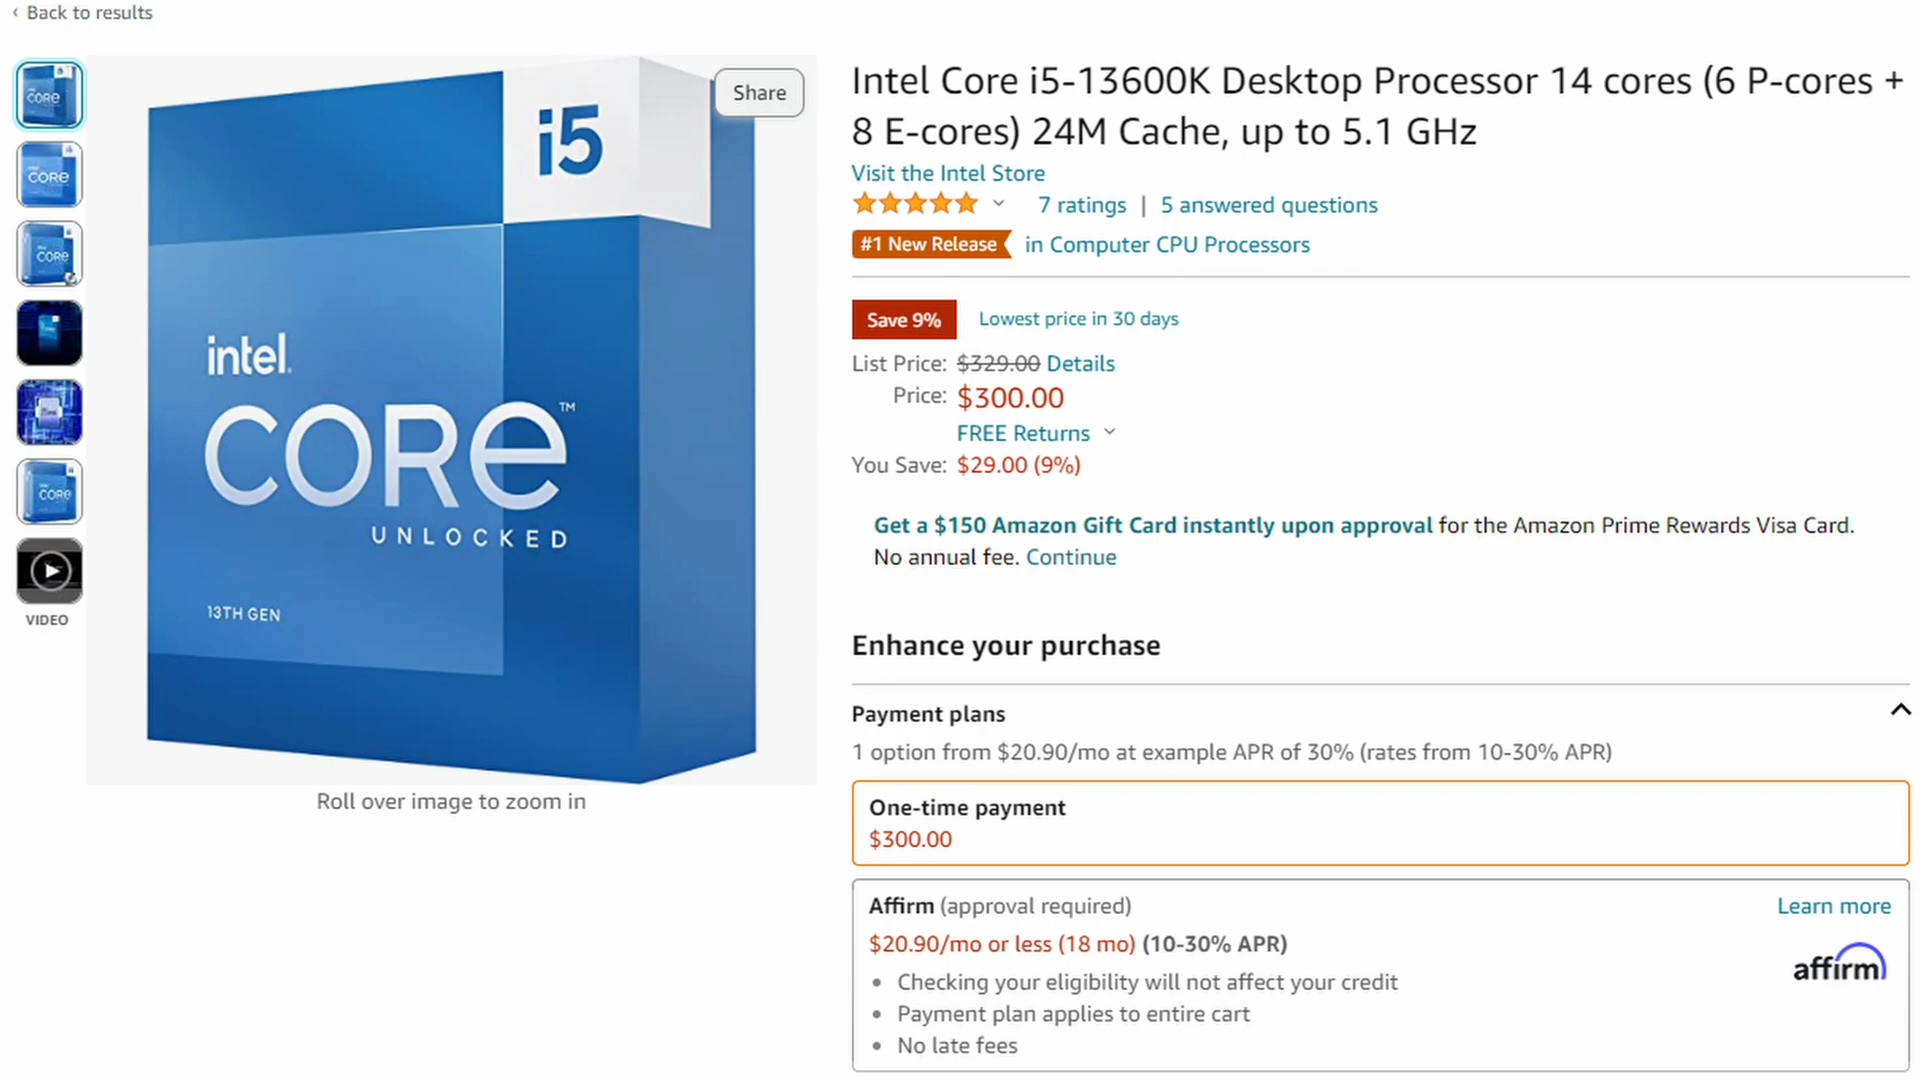 ‹ Back to results
Share
i5
intel.
CORE™
UNLOCKED
13TH GEN
VIDEO
Roll over image to zoom in
Intel Core i5-13600K Desktop Processor 14 cores (6 P-cores +
8 E-cores) 24M Cache, up to 5.1 GHz
Visit the Intel Store
7 ratings | 5 answered questions
#1 New Release in Computer CPU Processors
Save 9% Lowest price in 30 days
List Price: $329.00 Details
Price: $300.00
FREE Returns
You Save: $29.00 (9%)
Get a $150 Amazon Gift Card instantly upon approval for the Amazon Prime Rewards Visa Card.
No annual fee. Continue
Enhance your purchase
Payment plans
1 option from $20.90/mo at example APR of 30% (rates from 10-30% APR)
One-time payment
$300.00
Affirm (approval required) Learn more
$20.90/mo or less (18 mo) (10-30% APR)
affirm
• Checking your eligibility will not affect your credit
• Payment plan applies to entire cart
• No late fees